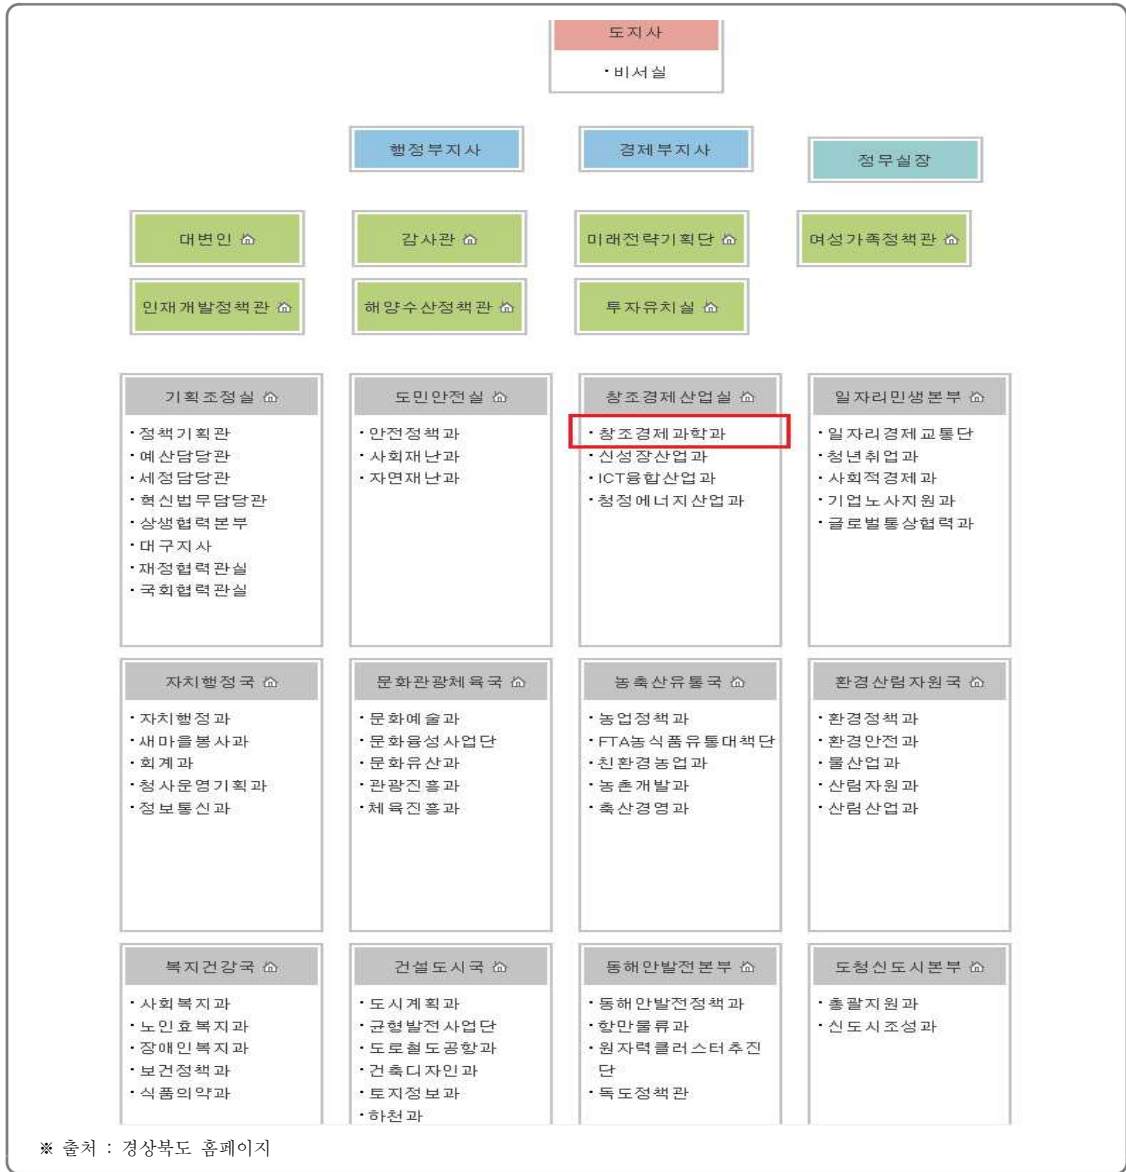 도지사
·비서실
행정부지사
경제부지사
정무실장
대변인
감사관
미래전략기획단
여성가족정책관
인재개발정책관
해양수산정책관
투자유치실
기획조정실
·정책기획관
·예산담당관
·세정담당관
·혁신법무담당관
·상생협력본부
·대구지사
·재정협력관실
·국회협력관실
도민안전실
·안전정책과
·사회재난과
·자연재난과
창조경제산업실
·창조경제과학과
·신성장산업과
·ICT융합산업과
·청정에너지산업과
일자리민생본부
·일자리경제교통단
·청년취업과
·사회적경제과
·기업노사지원과
·글로벌통상협력과
자치행정국
·자치행정과
·새마을봉사과
·회계과
·청사운영기획과
·정보통신과
문화관광체육국
·문화예술과
·문화융성사업단
·문화유산과
·관광진흥과
·체육진흥과
농축산유통국
·농업정책과
·FTA농식품유통대책단
·친환경농업과
·농촌개발과
·축산경영과
환경산림자원국
·환경정책과
·환경안전과
·물산업과
·산림자원과
·산림산업과
복지건강국
·사회복지과
·노인효복지과
·장애인복지과
·보건정책과
·식품의약과
건설도시국
·도시계획과
·균형발전사업단
·도로철도공항과
·건축디자인과
·토지정보과
·하천과
동해안발전본부
·동해안발전정책과
·항만물류과
·원자력클러스터추진
단
·독도정책관
도청신도시본부
·총괄지원과
·신도시조성과
※ 출처 : 경상북도 홈페이지